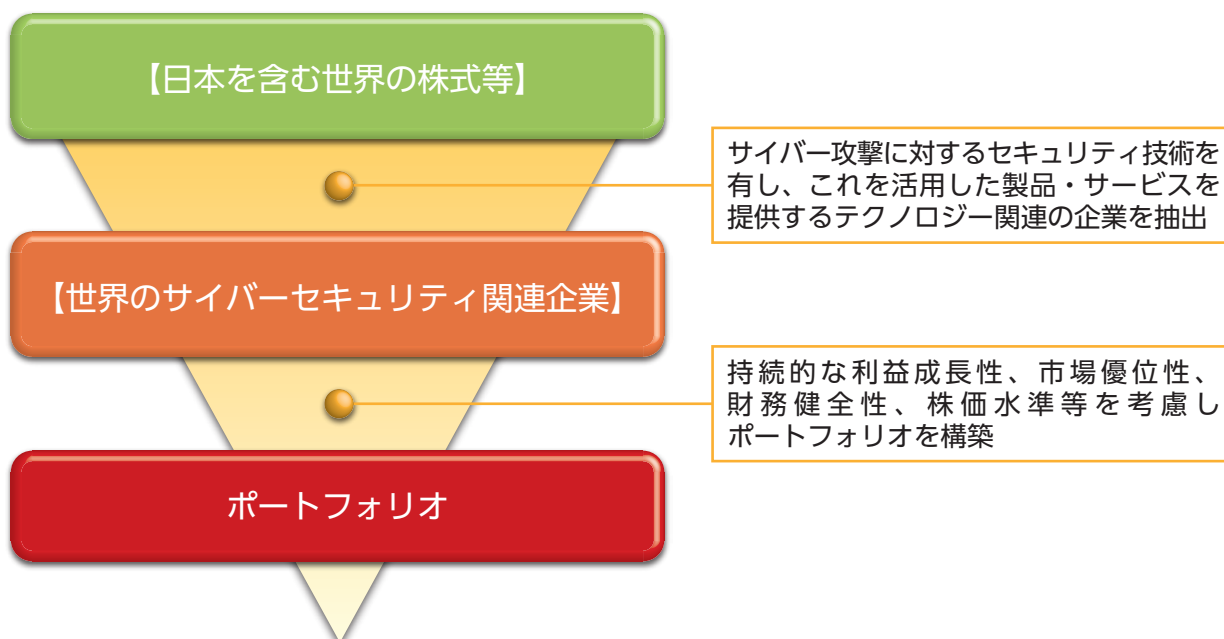 【日本を含む世界の株式等】
サイバー攻撃に対するセキュリティ技術を
有し、これを活用した製品・サービスを
提供するテクノロジー関連の企業を抽出
【世界のサイバーセキュリティ関連企業】
持続的な利益成長性、市場優位性、
財務健全性、株価水準等を考慮し
ポートフォリオを構築
ポートフォリオ